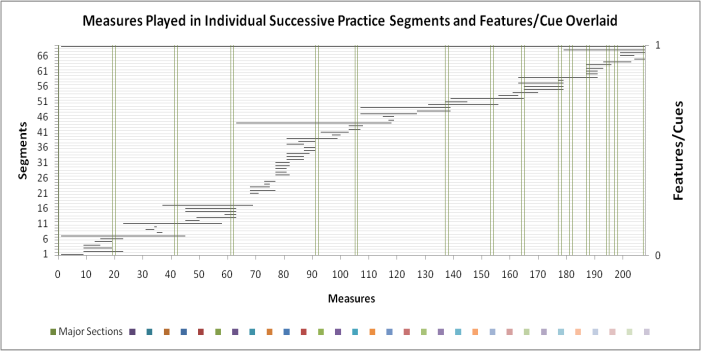 Measures Played in Individual Successive Practice Segments and Features/Cue Overlaid
66
61
56
51
46
41
36
31
26
21
16
11
6
1
Segments
1
0
Features/Cues
0 10 20 30 40 50 60 70 80 90 100 110 120 130 140 150 160 170 180 190 200
Measures
Major Sections